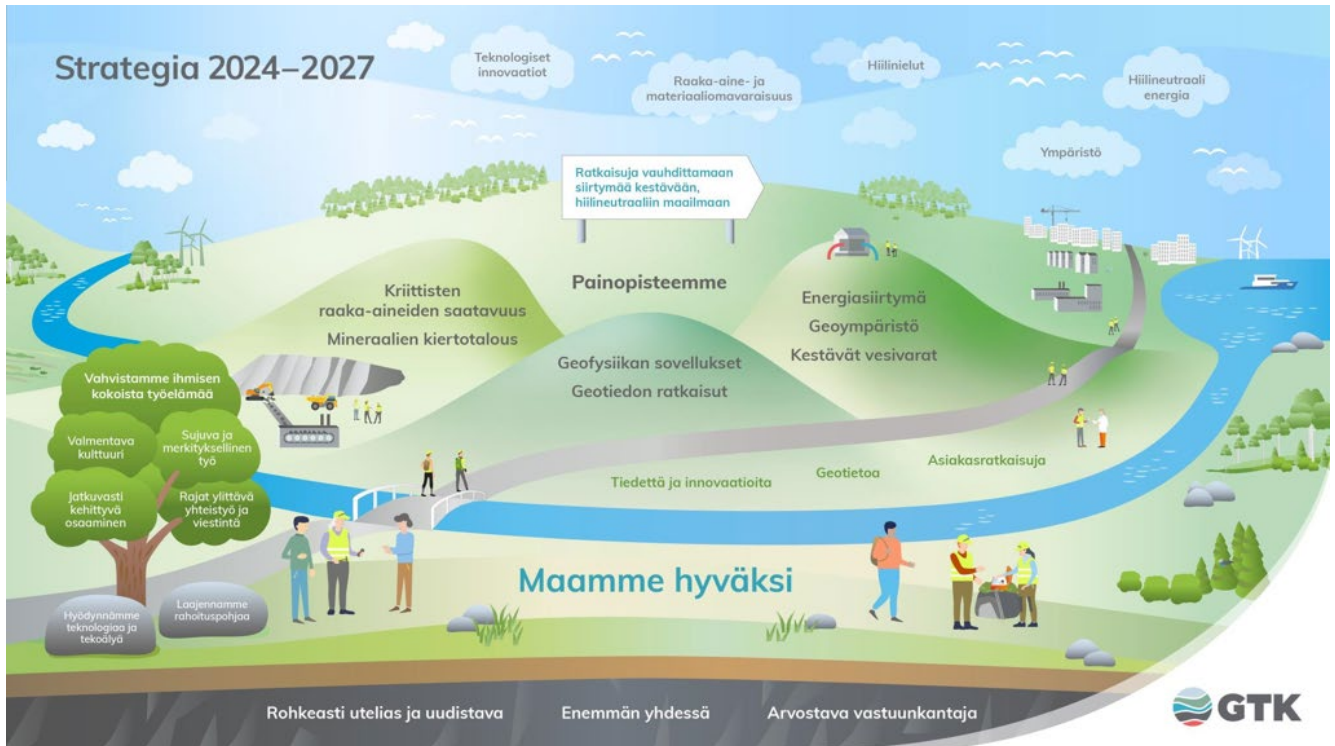 Strategia 2024–2027
Teknologiset
innovaatiot
Raaka-aine- ja
materiaaliomavaraisuus
Hiilinielut
Hiilineutraali
energia
Ympäristö
Ratkaisuja vauhdittamaan
siirtymää kestävään,
hiilineutraaliin maailmaan
Painopisteemme
Kriittisten
raaka-aineiden saatavuus
Mineraalien kiertotalous
Geofysiikan sovellukset
Geotiedon ratkaisut
Energiasiirtymä
Geoympäristö
Kestävät vesivarat
Vahvistamme ihmisen
kokoista työelämää
Valmentava
kulttuuri
Sujuva ja
merkityksellinen
työ
Jatkuvasti
kehittyvä
osaaminen
Rajat ylittävä
yhteistyö ja
viestintä
Hyödynnämme
teknologiaa ja
tekoälyä
Laajennamme
rahoituspohjaa
Tiedettä ja innovaatioita
Geotietoa
Asiakasratkaisuja
Maamme hyväksi
Rohkeasti utelias ja uudistava
Enemmän yhdessä
Arvostava vastuunkantaja
GTK